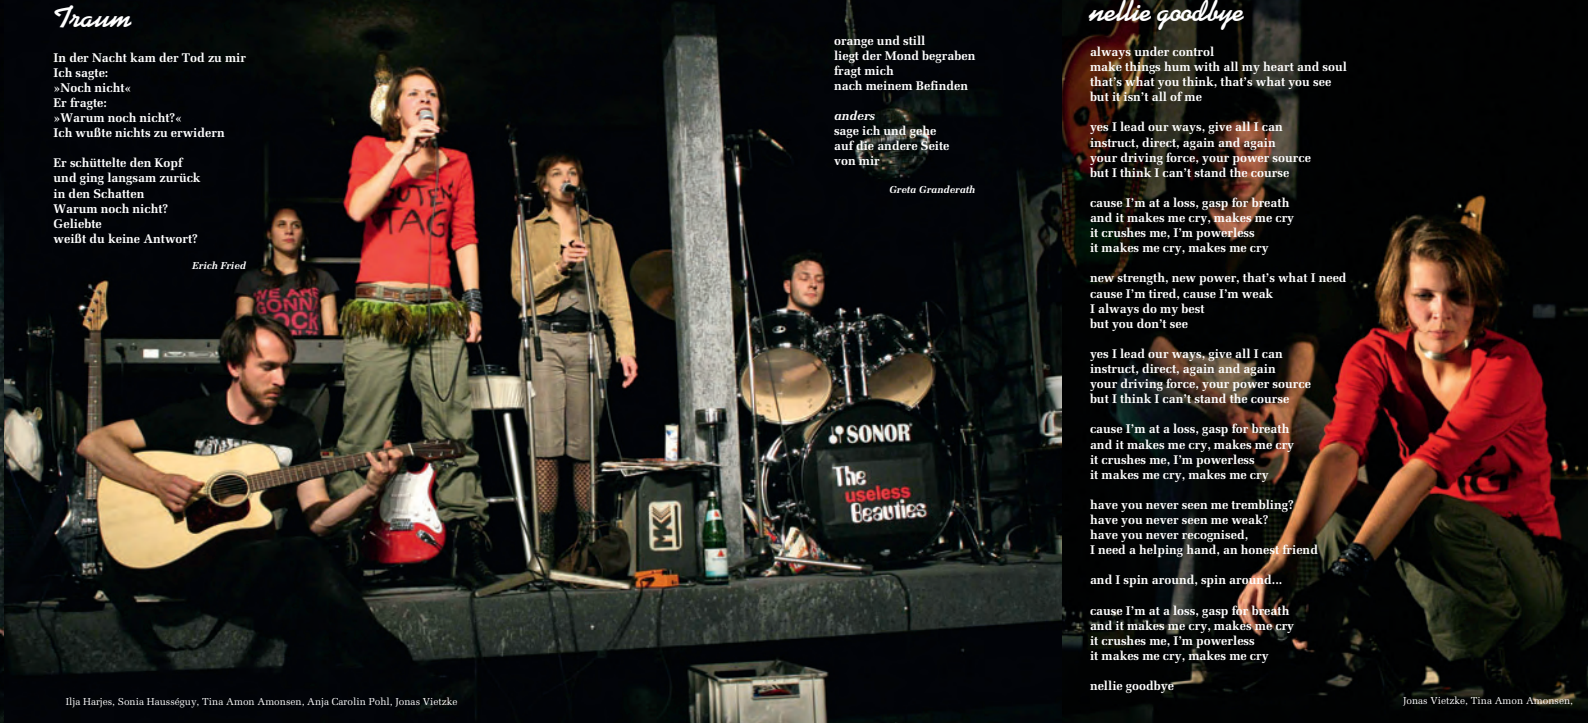 Traum
In der Nacht kam der Tod zu mir
Ich sagte:
»Noch nicht«
Er fragte:
»Warum noch nicht?«
Ich wußte nichts zu erwidern
Er schüttelte den Kopf
und ging langsam zurück
in den Schatten
Warum noch nicht?
Geliebte
weißt du keine Antwort?
Erich Fried
orange und still
liegt der Mond begraben
fragt mich
nach meinem Befinden
anders
sage ich und gehe
auf die andere Seite
von mir
Greta Granderath
GUTEN
TAG
WE ARE
GONNA
ROCK
SONOR
The
useless
Beauties
Ilja Harjes, Sonia Hausséguy, Tina Amon Amonsen, Anja Carolin Pohl, Jonas Vietzke
nellie goodbye
always under control
make things hum with all my heart and soul
that's what you think, that's what you see
but it isn't all of me
yes I lead our ways, give all I can
instruct, direct, again and again
your driving force, your power source
but I think I can't stand the course
cause I'm at a loss, gasp for breath
and it makes me cry, makes me cry
it crushes me, I'm powerless
it makes me cry, makes me cry
new strength, new power, that's what I need
cause I'm tired, cause I'm weak
I always do my best
but you don't see
yes I lead our ways, give all I can
instruct, direct, again and again
your driving force, your power source
but I think I can't stand the course
cause I'm at a loss, gasp for breath
and it makes me cry, makes me cry
it crushes me, I'm powerless
it makes me cry, makes me cry
have you never seen me trembling?
have you never seen me weak?
have you never recognised,
I need a helping hand, an honest friend
and I spin around, spin around...
cause I'm at a loss, gasp for breath
and it makes me cry, makes me cry
it crushes me, I'm powerless
it makes me cry, makes me cry
nellie goodbye
Jonas Vietzke, Tina Amon Amonsen,